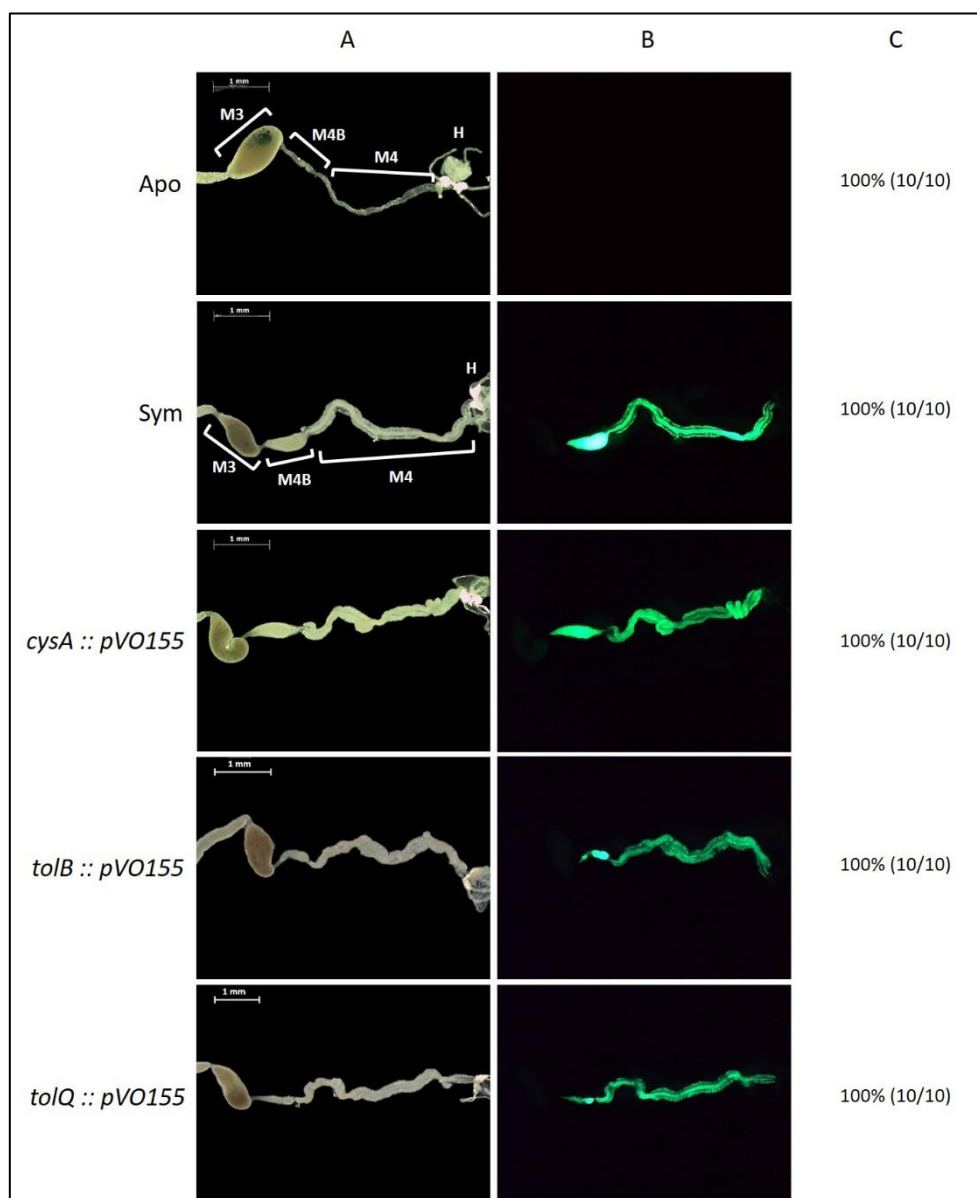 A B C
1 mm
M3 M4B M4 H
Apo 100% (10/10)
1 mm
H
Sym 100% (10/10)
M3 M4B M4
1 mm
cysA :: pVO155 100% (10/10)
1 mm
tolB :: pVO155 100% (10/10)
1 mm
tolQ :: pVO155 100% (10/10)